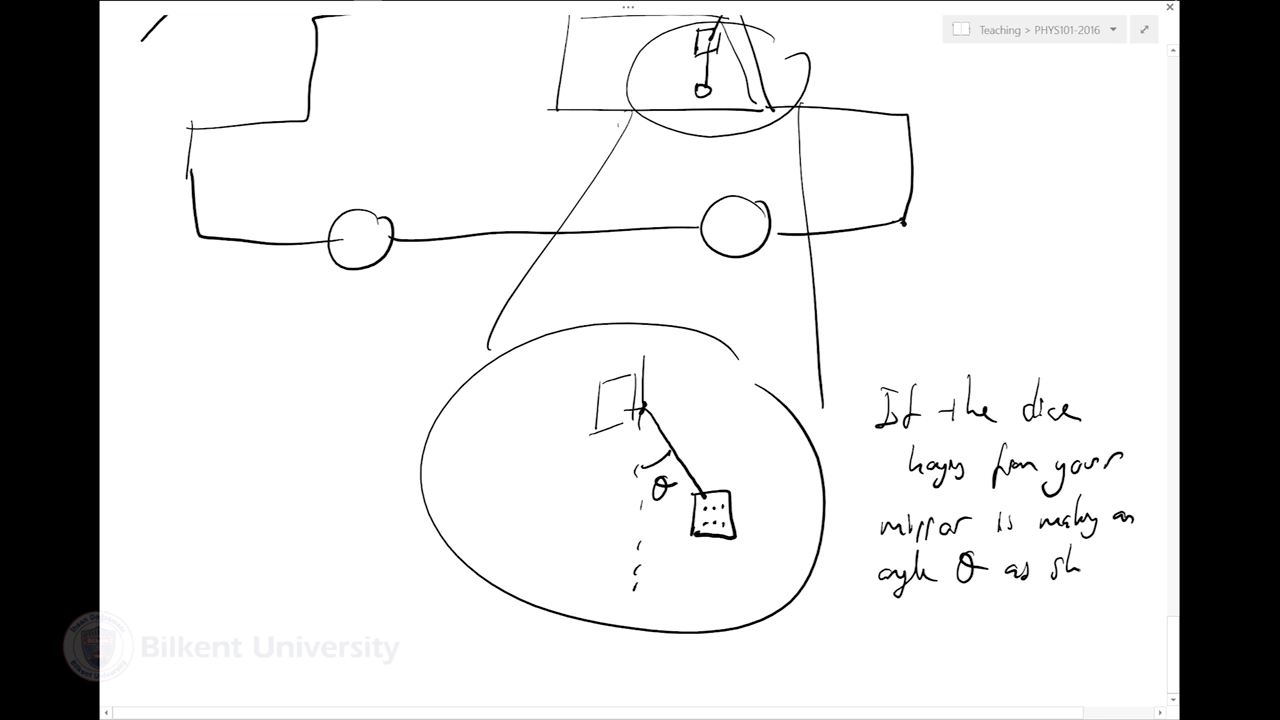 Teaching > PHYS101-2016
θ
If the dice
hangs from your
mirror is making an
angle θ as sh
Bilkent University